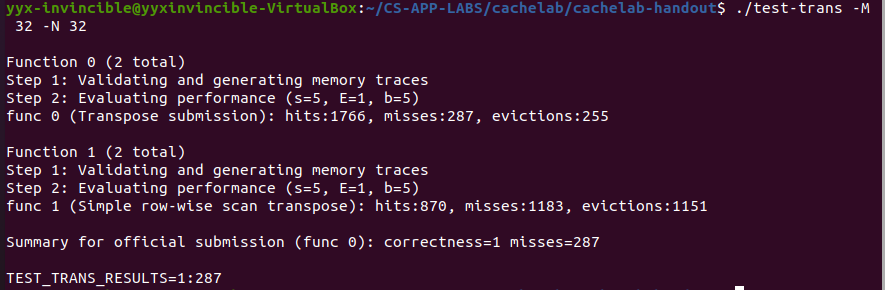 yyx-invincible@yyxinvincible-VirtualBox:~/CS-APP-LABS/cachelab/cachelab-handout$ ./test-trans -M
 32 -N 32

Function 0 (2 total)
Step 1: Validating and generating memory traces
Step 2: Evaluating performance (s=5, E=1, b=5)
func 0 (Transpose submission): hits:1766, misses:287, evictions:255

Function 1 (2 total)
Step 1: Validating and generating memory traces
Step 2: Evaluating performance (s=5, E=1, b=5)
func 1 (Simple row-wise scan transpose): hits:870, misses:1183, evictions:1151

Summary for official submission (func 0): correctness=1 misses=287

TEST_TRANS_RESULTS=1:287